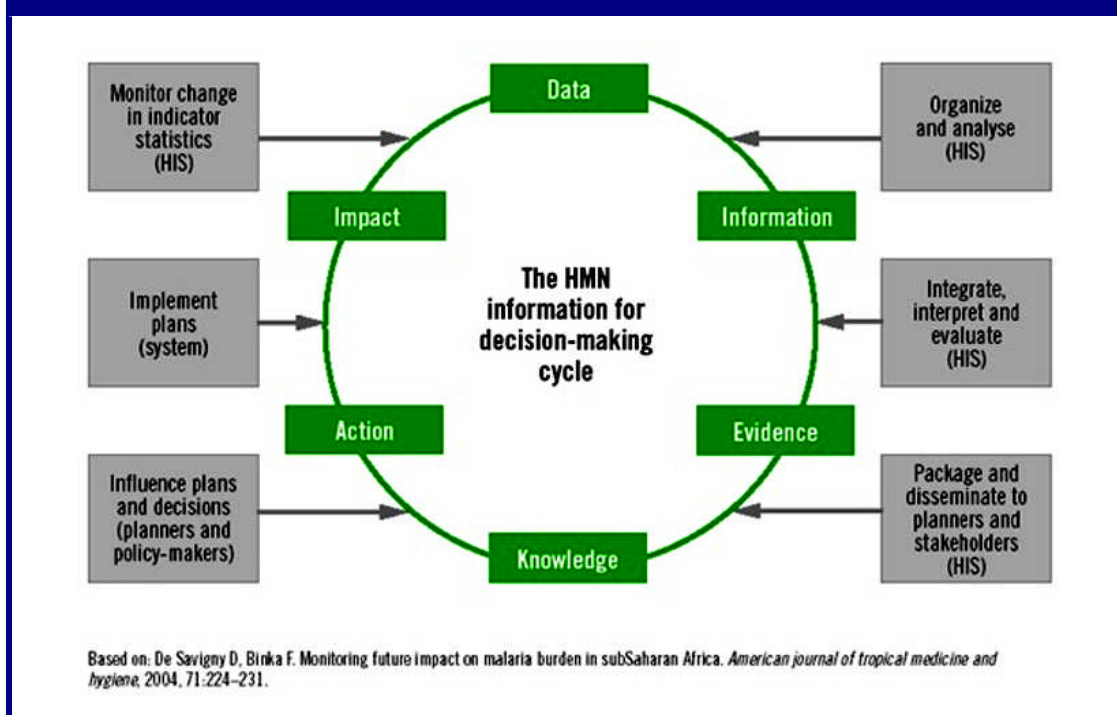 Data
Monitor change
in indicator
statistics
(HIS)
Organize
and analyse
(HIS)
Impact
Information
The HMN
information for
decision-making
cycle
Implement
plans
(system)
Integrate,
interpret and
evaluate
(HIS)
Action
Evidence
Influence plans
and decisions
(planners and
policy-makers)
Package and
disseminate to
planners and
stakeholders
(HIS)
Knowledge
Based on: De Savigny D, Binka F. Monitoring future impact on malaria burden in subSaharan Africa. American journal of tropical medicine and
hygiene, 2004, 71:224–231.